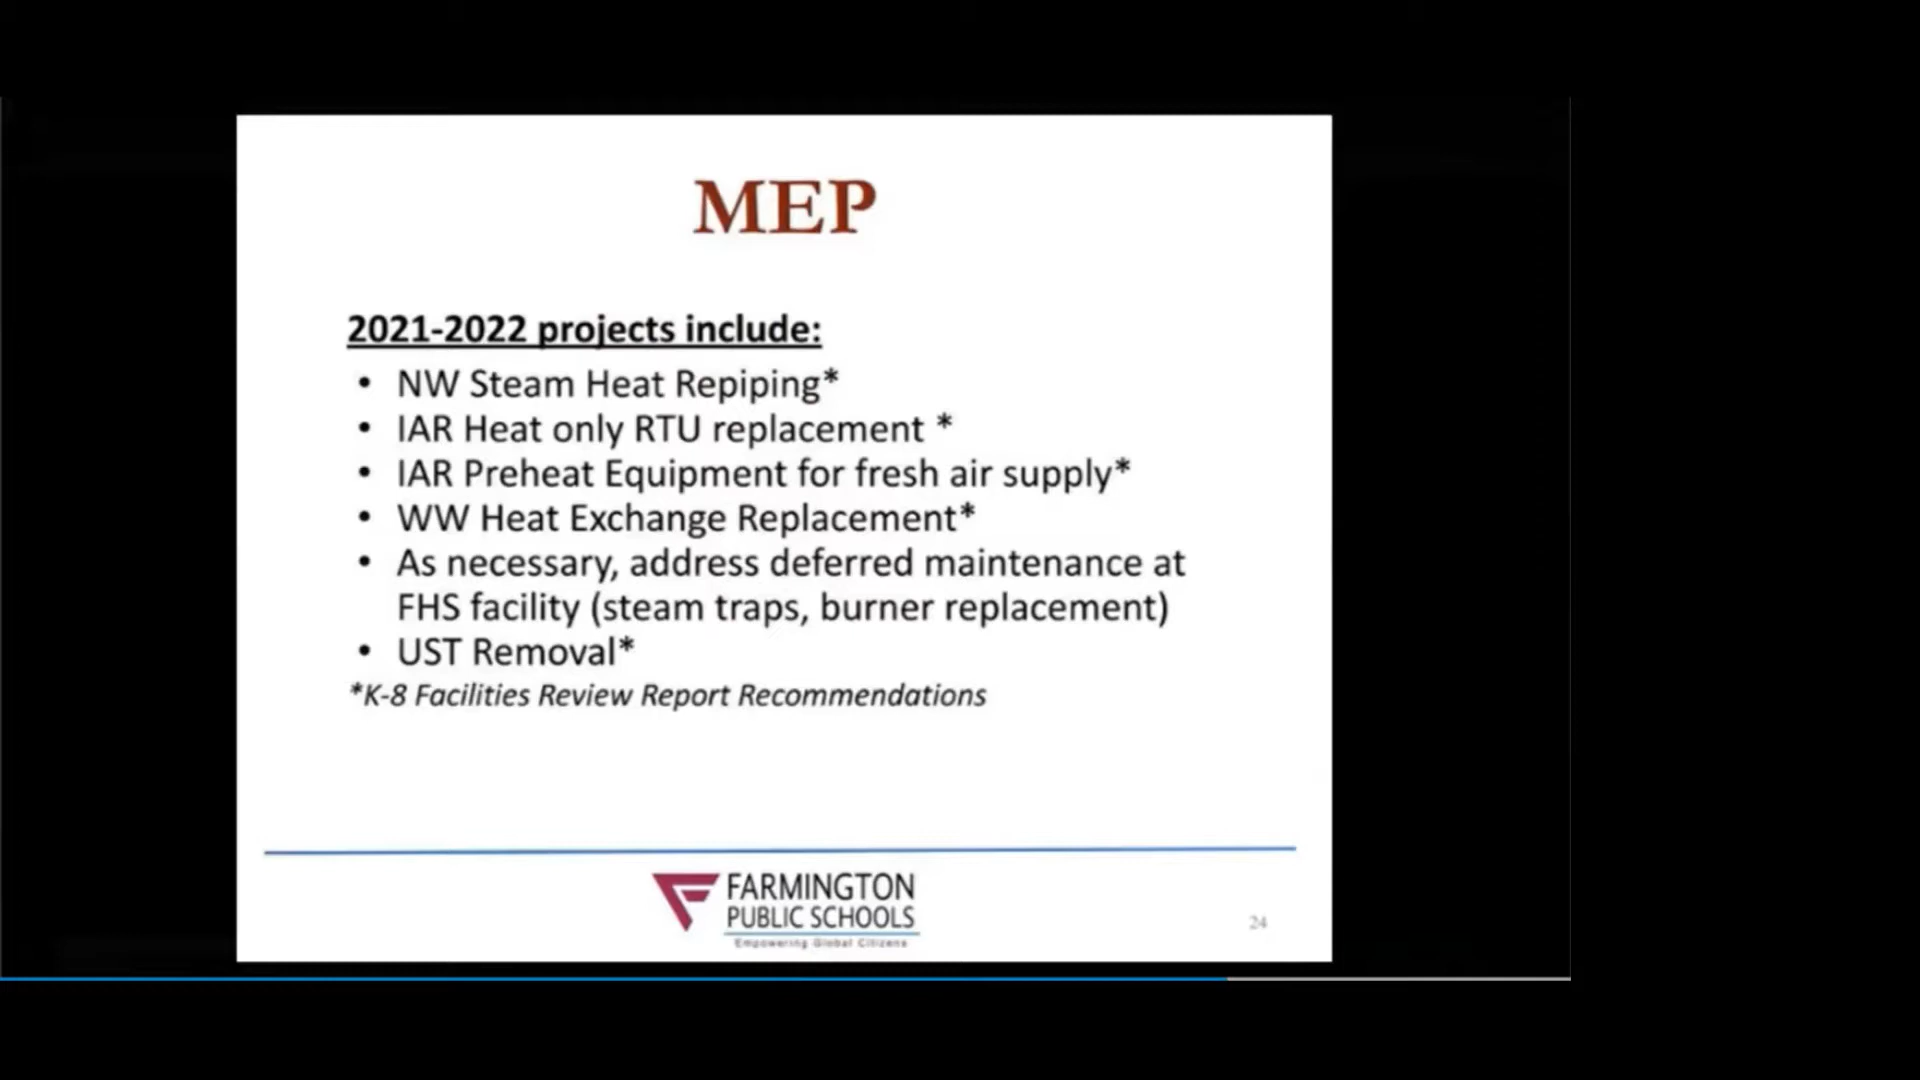 MEP
2021-2022 projects include:
• NW Steam Heat Repiping*
• IAR Heat only RTU replacement *
• IAR Preheat Equipment for fresh air supply*
• WW Heat Exchange Replacement*
• As necessary, address deferred maintenance at
FHS facility (steam traps, burner replacement)
• UST Removal*
*K-8 Facilities Review Report Recommendations
FARMINGTON
PUBLIC SCHOOLS
Empowering Global Citizens
24